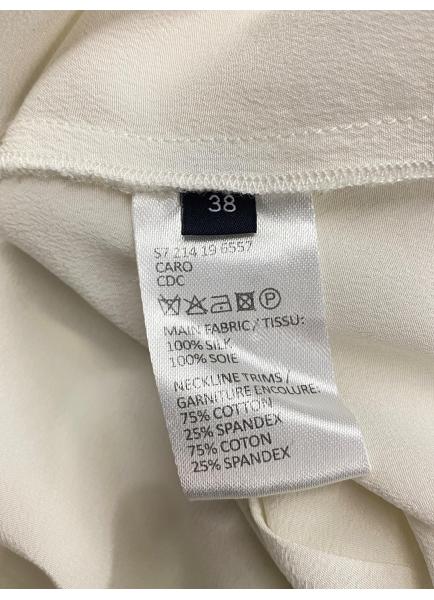 38
S7 214 19 6557
CARO
CDC
P
MAIN FABRIC/TISSU:
100% SILK
100% SOIE
NECKLINE TRIMS/
GARNITURE ENCOLURE:
75% COTTON
25% SPANDEX
75% COTON
25% SPANDEX